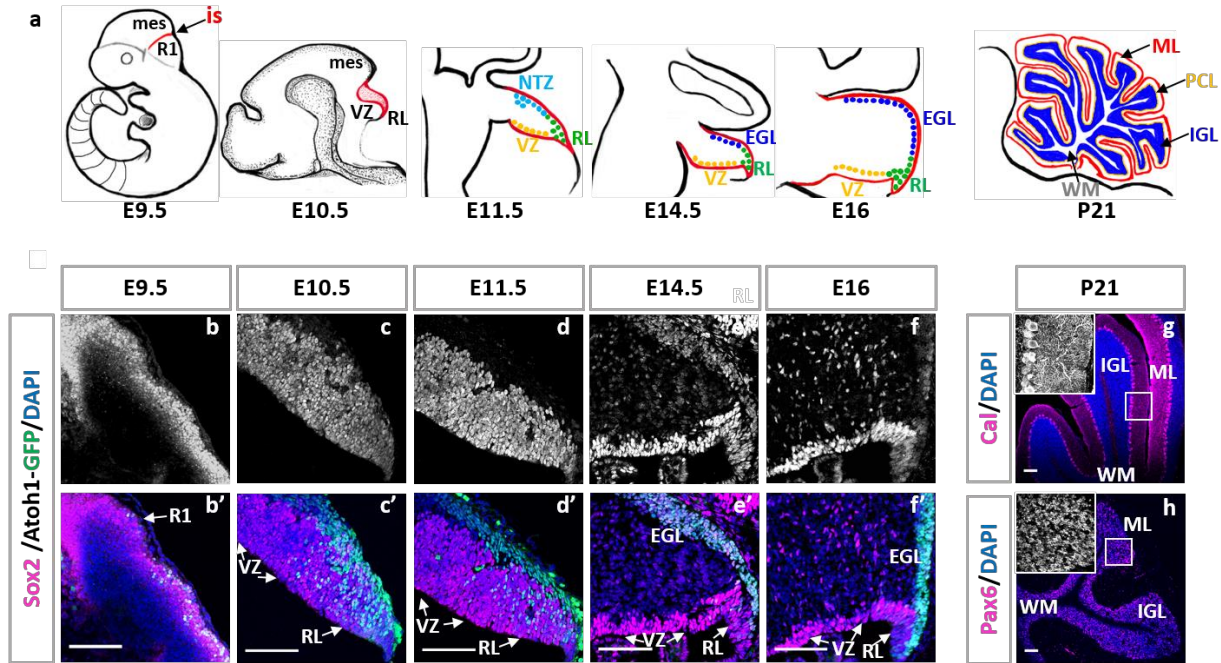 a
mes
is
R1
E9.5
mes
VZ
RL
E10.5
NTZ
VZ
RL
E11.5
EGL
VZ
RL
E14.5
EGL
VZ
RL
E16
ML
PCL
IGL
WM
P21
E9.5
E10.5
E11.5
E14.5
RL
E16
P21
Sox2 /Atoh1-GFP/DAPI
b
c
d
e
f
b'
R1
c'
VZ
RL
d'
VZ
RL
e'
EGL
VZ
RL
f'
EGL
VZ
RL
Cal/DAPI
g
IGL
ML
WM
Pax6/DAPI
h
ML
WM
IGL